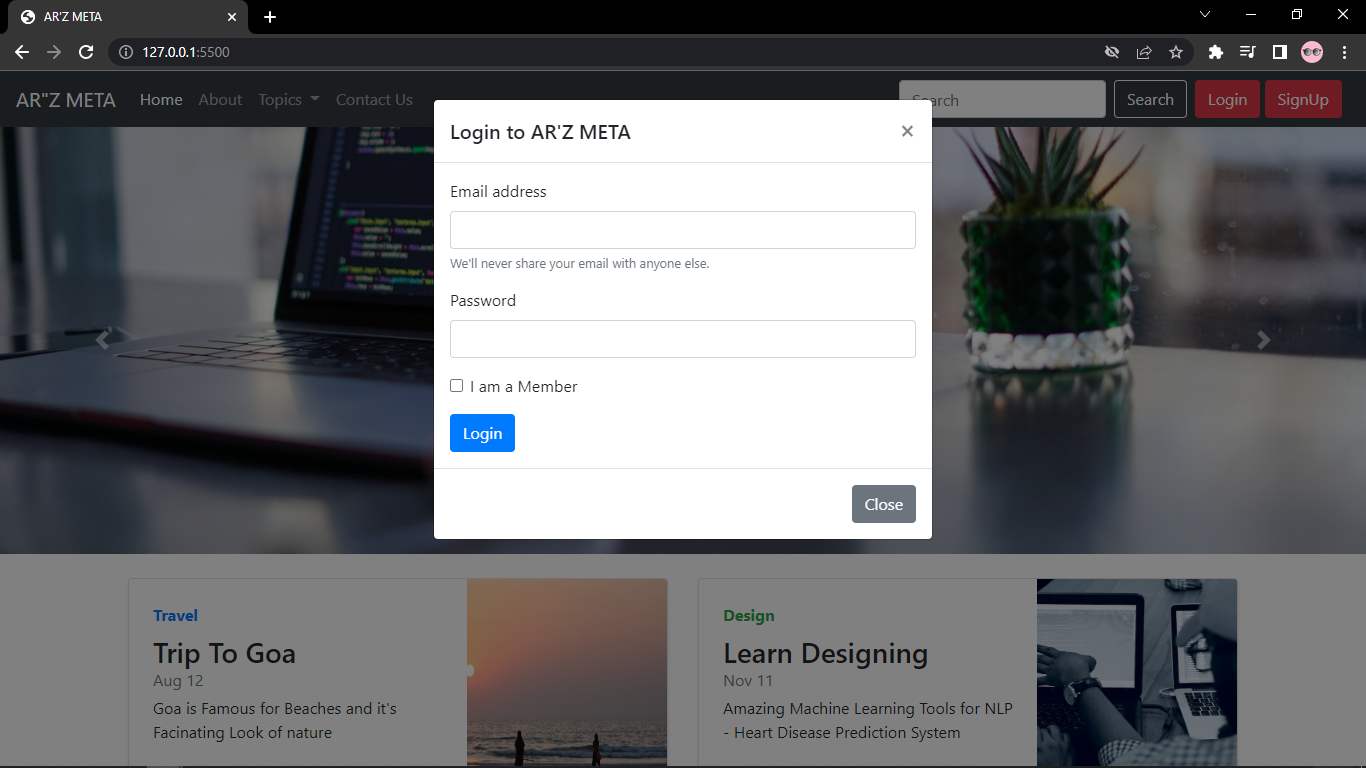 AR'Z META
127.0.0.1:5500
AR"Z META Home About Topics Contact Us Search Search Login SignUp
Login to AR'Z META ×
Email address
We'll never share your email with anyone else.
Password
I am a Member
Login
Close
Travel
Trip To Goa
Aug 12
Goa is Famous for Beaches and it's
Facinating Look of nature
Design
Learn Designing
Nov 11
Amazing Machine Learning Tools for NLP
- Heart Disease Prediction System